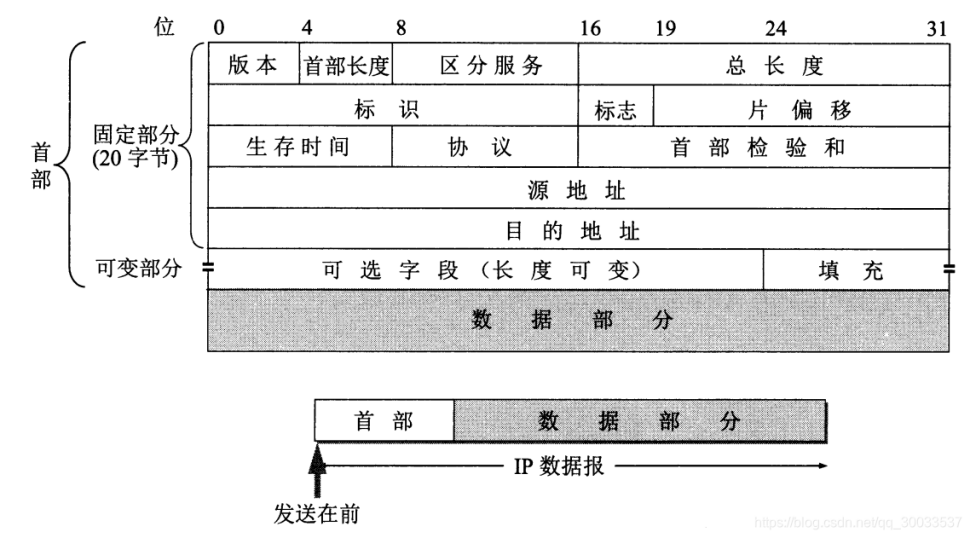 位 0 4 8 16 19 24 31
版本 首部长度 区分服务 总长度
标识 标志 片偏移
固定部分
(20 字节)
首部
生存时间 协议 首部检验和
源地址
目的地址
可变部分 可选字段(长度可变) 填充
数据部分
首部 数据部分
IP 数据报
发送在前
https://blog.csdn.net/qq_30033537